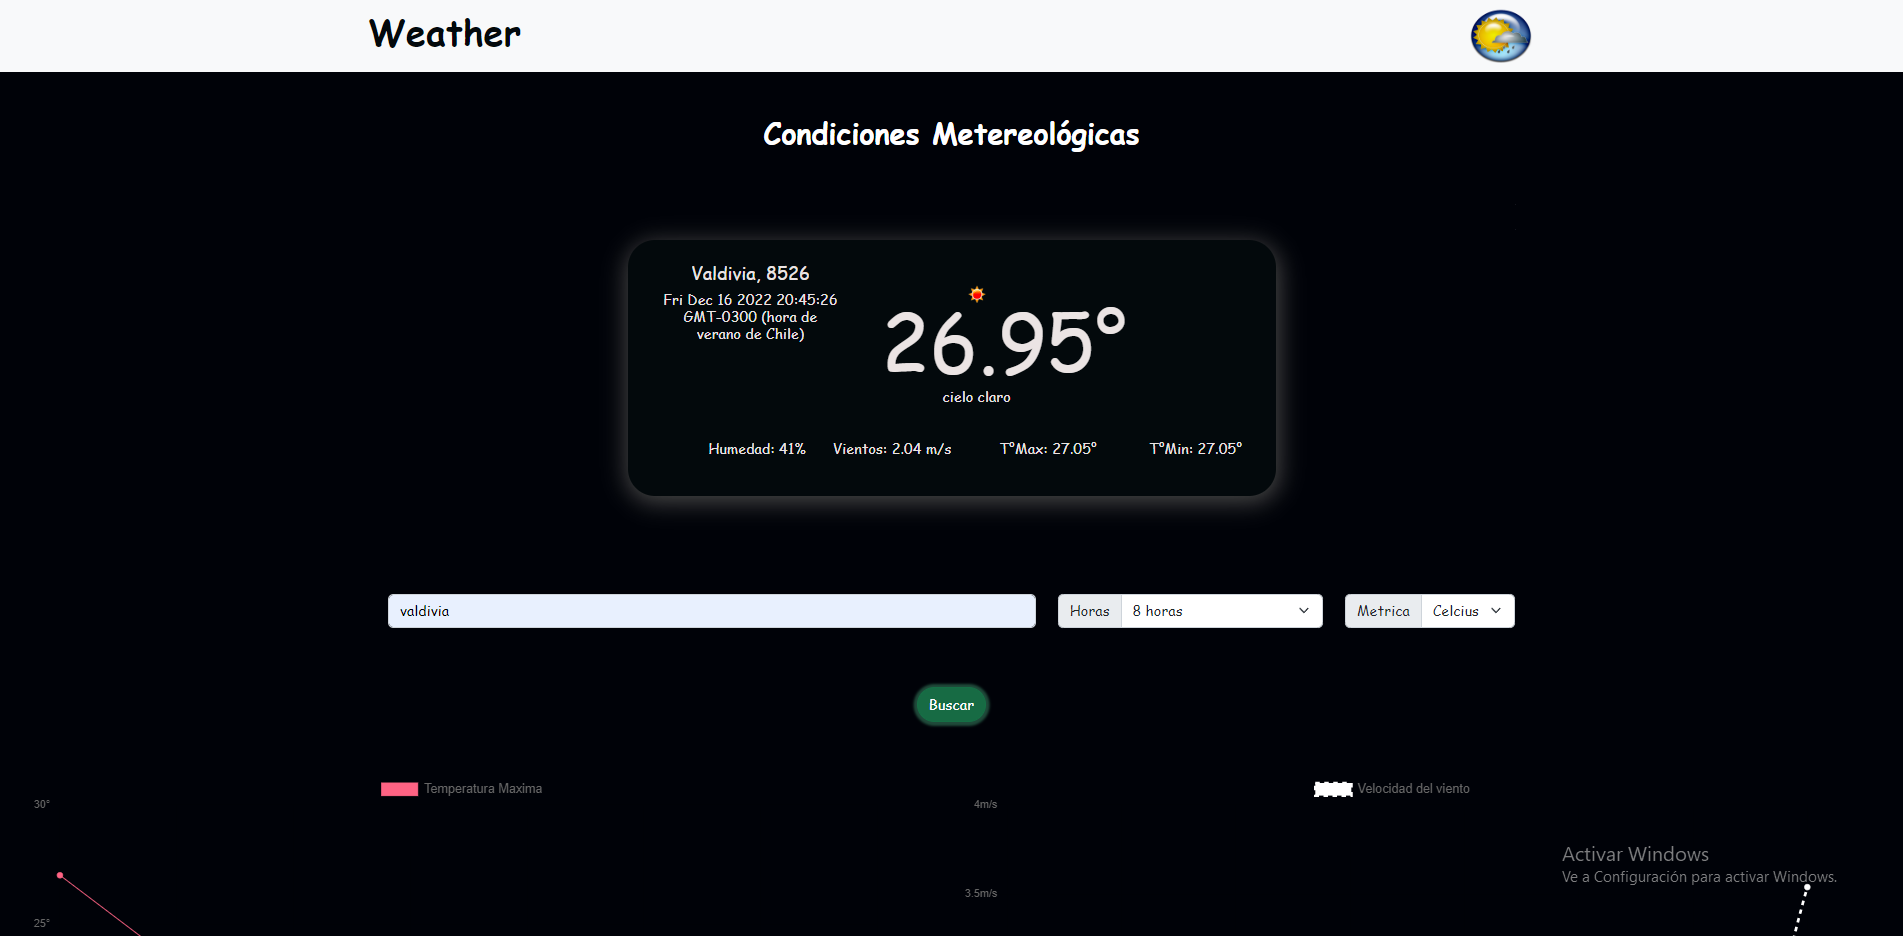 Weather
Condiciones Metereológicas
Valdivia, 8526
Fri Dec 16 2022 20:45:26
GMT-0300 (hora de
verano de Chile)
26.95°
cielo claro
Humedad: 41% Vientos: 2.04 m/s T°Max: 27.05° T°Min: 27.05°
valdivia Horas 8 horas Metrica Celcius
Buscar
Temperatura Maxima
30°
25°
Velocidad del viento
4m/s
3.5m/s
Activar Windows
Ve a Configuración para activar Windows.